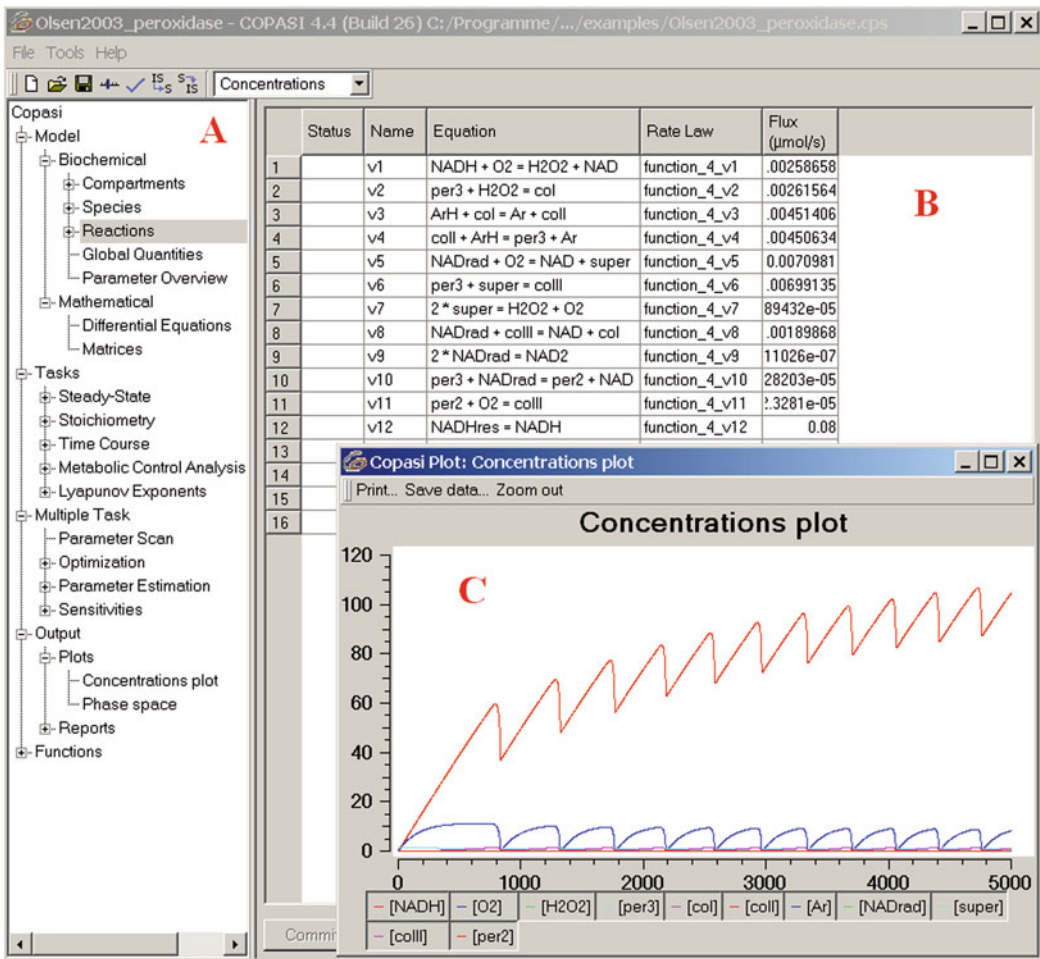 Olsen2003_peroxidase - COPASI 4.4 (Build 26) C:/Programme/.../examples/Olsen2003_peroxidase.cps
File Tools Help
IS S S IS Concentrations
Copasi
A
Model
Biochemical
Compartments
Species
Reactions
Global Quantities
Parameter Overview
Mathematical
Differential Equations
Matrices
Tasks
Steady-State
Stoichiometry
Time Course
Metabolic Control Analysis
Lyapunov Exponents
Multiple Task
Parameter Scan
Optimization
Parameter Estimation
Sensitivities
Output
Plots
Concentrations plot
Phase space
Reports
Functions
Status Name Equation Rate Law Flux (µmol/s)
1 v1 NADH + O2 = H2O2 + NAD function_4_v1 .00258658
2 v2 per3 + H2O2 = coI function_4_v2 .00261564
3 v3 ArH + coI = Ar + coII function_4_v3 .00451406
4 v4 coII + ArH = per3 + Ar function_4_v4 .00450634
5 v5 NADrad + O2 = NAD + super function_4_v5 0.0070981
6 v6 per3 + super = coIII function_4_v6 .00699135
7 v7 2 * super = H2O2 + O2 function_4_v7 89432e-05
8 v8 NADrad + coIII = NAD + coI function_4_v8 .00189868
9 v9 2 * NADrad = NAD2 function_4_v9 11026e-07
10 v10 per3 + NADrad = per2 + NAD function_4_v10 28203e-05
11 v11 per2 + O2 = coIII function_4_v11 .3281e-05
12 v12 NADHres = NADH function_4_v12 0.08
13
14
15
16
B
Commi
Copasi Plot: Concentrations plot
Print... Save data... Zoom out
Concentrations plot
C
120
100
80
60
40
20
0
0 1000 2000 3000 4000 5000
[NADH] [O2] [H2O2] [per3] [coI] [coII] [Ar] [NADrad] [super]
[coIII] [per2]